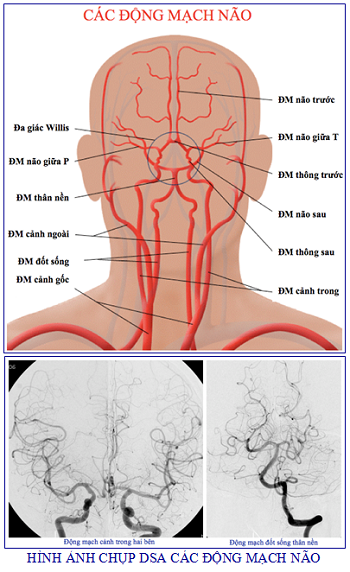 CÁC ĐỘNG MẠCH NÃO
ĐM não trước
Đa giác Willis
ĐM não giữa T
ĐM não giữa P
ĐM thông trước
ĐM thân nền
ĐM não sau
ĐM cảnh ngoài
ĐM thông sau
ĐM đốt sống
ĐM cảnh gốc
ĐM cảnh trong
Động mạch cảnh trong hai bên
Động mạch đốt sống thân nền
HÌNH ẢNH CHỤP DSA CÁC ĐỘNG MẠCH NÃO